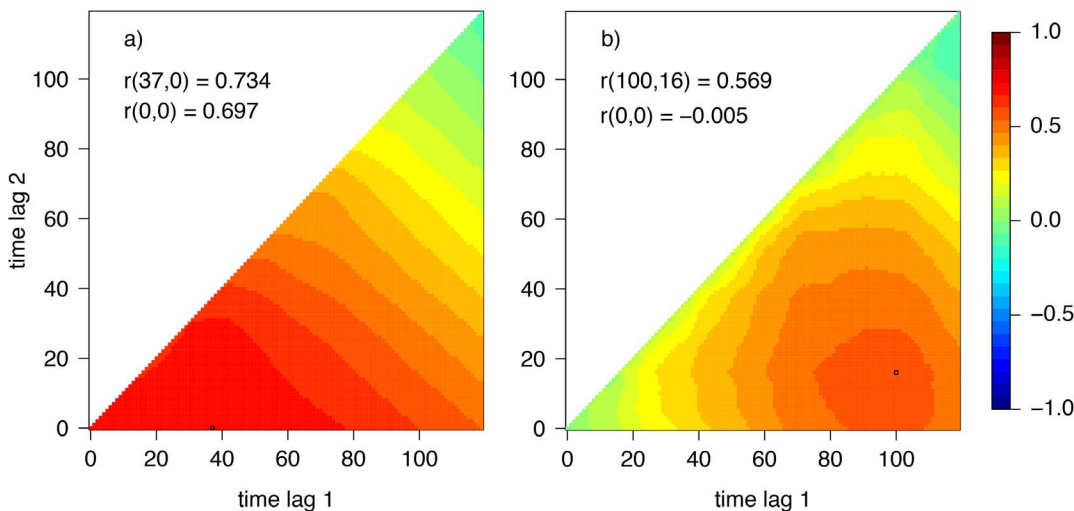 a)
r(37,0) = 0.734
r(0,0) = 0.697
100
80
60
40
20
0
time lag 2
0 20 40 60 80 100
time lag 1
b)
r(100,16) = 0.569
r(0,0) = −0.005
100
80
60
40
20
0
0 20 40 60 80 100
time lag 1
1.0
0.5
0.0
−0.5
−1.0